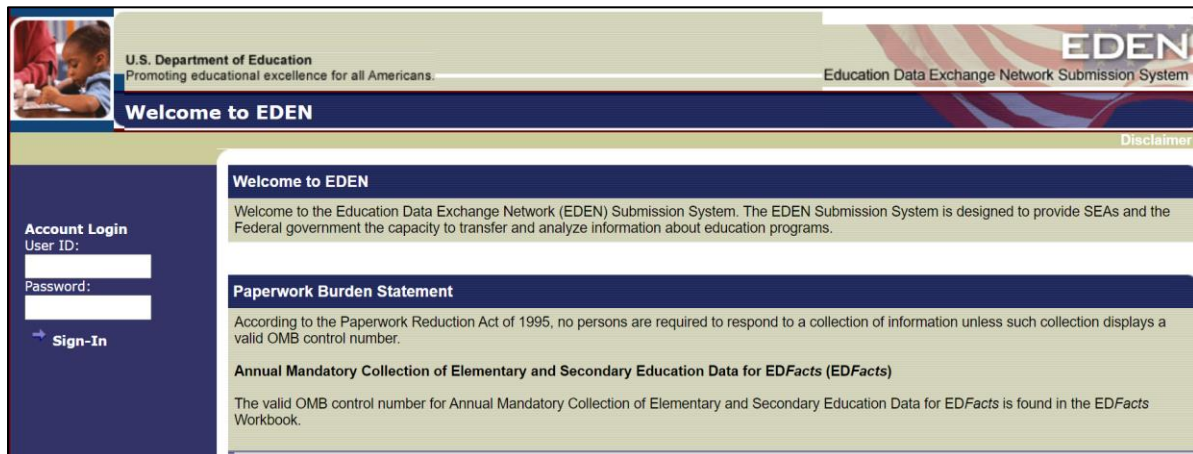 U.S. Department of Education
Promoting educational excellence for all Americans.
EDEN
Education Data Exchange Network Submission System
Welcome to EDEN
Disclaimer
Account Login
User ID:
Password:
Sign-In
Welcome to EDEN
Welcome to the Education Data Exchange Network (EDEN) Submission System. The EDEN Submission System is designed to provide SEAs and the
Federal government the capacity to transfer and analyze information about education programs.
Paperwork Burden Statement
According to the Paperwork Reduction Act of 1995, no persons are required to respond to a collection of information unless such collection displays a
valid OMB control number.
Annual Mandatory Collection of Elementary and Secondary Education Data for EDFacts (EDFacts)
The valid OMB control number for Annual Mandatory Collection of Elementary and Secondary Education Data for EDFacts is found in the EDFacts
Workbook.